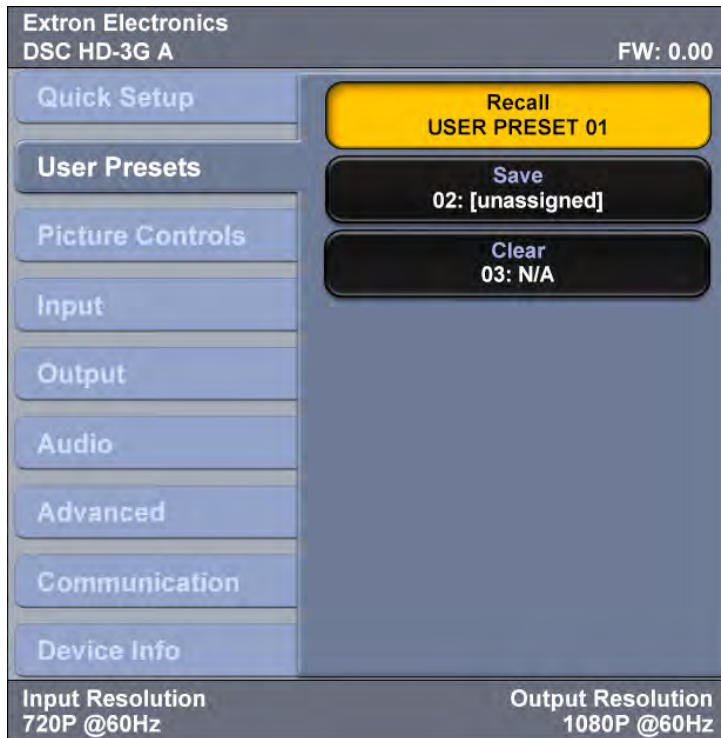 Extron Electronics
DSC HD-3G A
FW: 0.00
Quick Setup
User Presets
Picture Controls
Input
Output
Audio
Advanced
Communication
Device Info
Recall
USER PRESET 01
Save
02: [unassigned]
Clear
03: N/A
Input Resolution
720P @60Hz
Output Resolution
1080P @60Hz